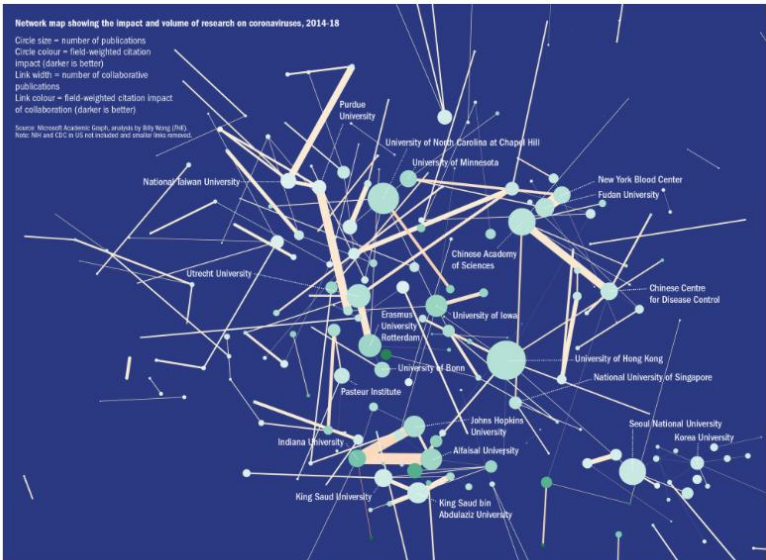 Network map showing the impact and volume of research on coronaviruses, 2014-18
Circle size = number of publications
Circle colour = field-weighted citation
impact (darker is better)
Link width = number of collaborative
publications
Link colour = field-weighted citation impact
of collaboration (darker is better)
Source: Microsoft Academic Graph, analysis by Billy Wong (THE).
Note: NIH and CDC in US not included and smaller links removed.
Purdue
University
University of North Carolina at Chapel Hill
University of Minnesota
National Taiwan University
New York Blood Center
Fudan University
Chinese Academy
of Sciences
Utrecht University
Chinese Centre
for Disease Control
Erasmus
University
Rotterdam
University of Iowa
University of Bonn
University of Hong Kong
National University of Singapore
Pasteur Institute
Johns Hopkins
University
Seoul National University
Korea University
Indiana University
Alfaisal University
King Saud University
King Saud bin
Abdulaziz University